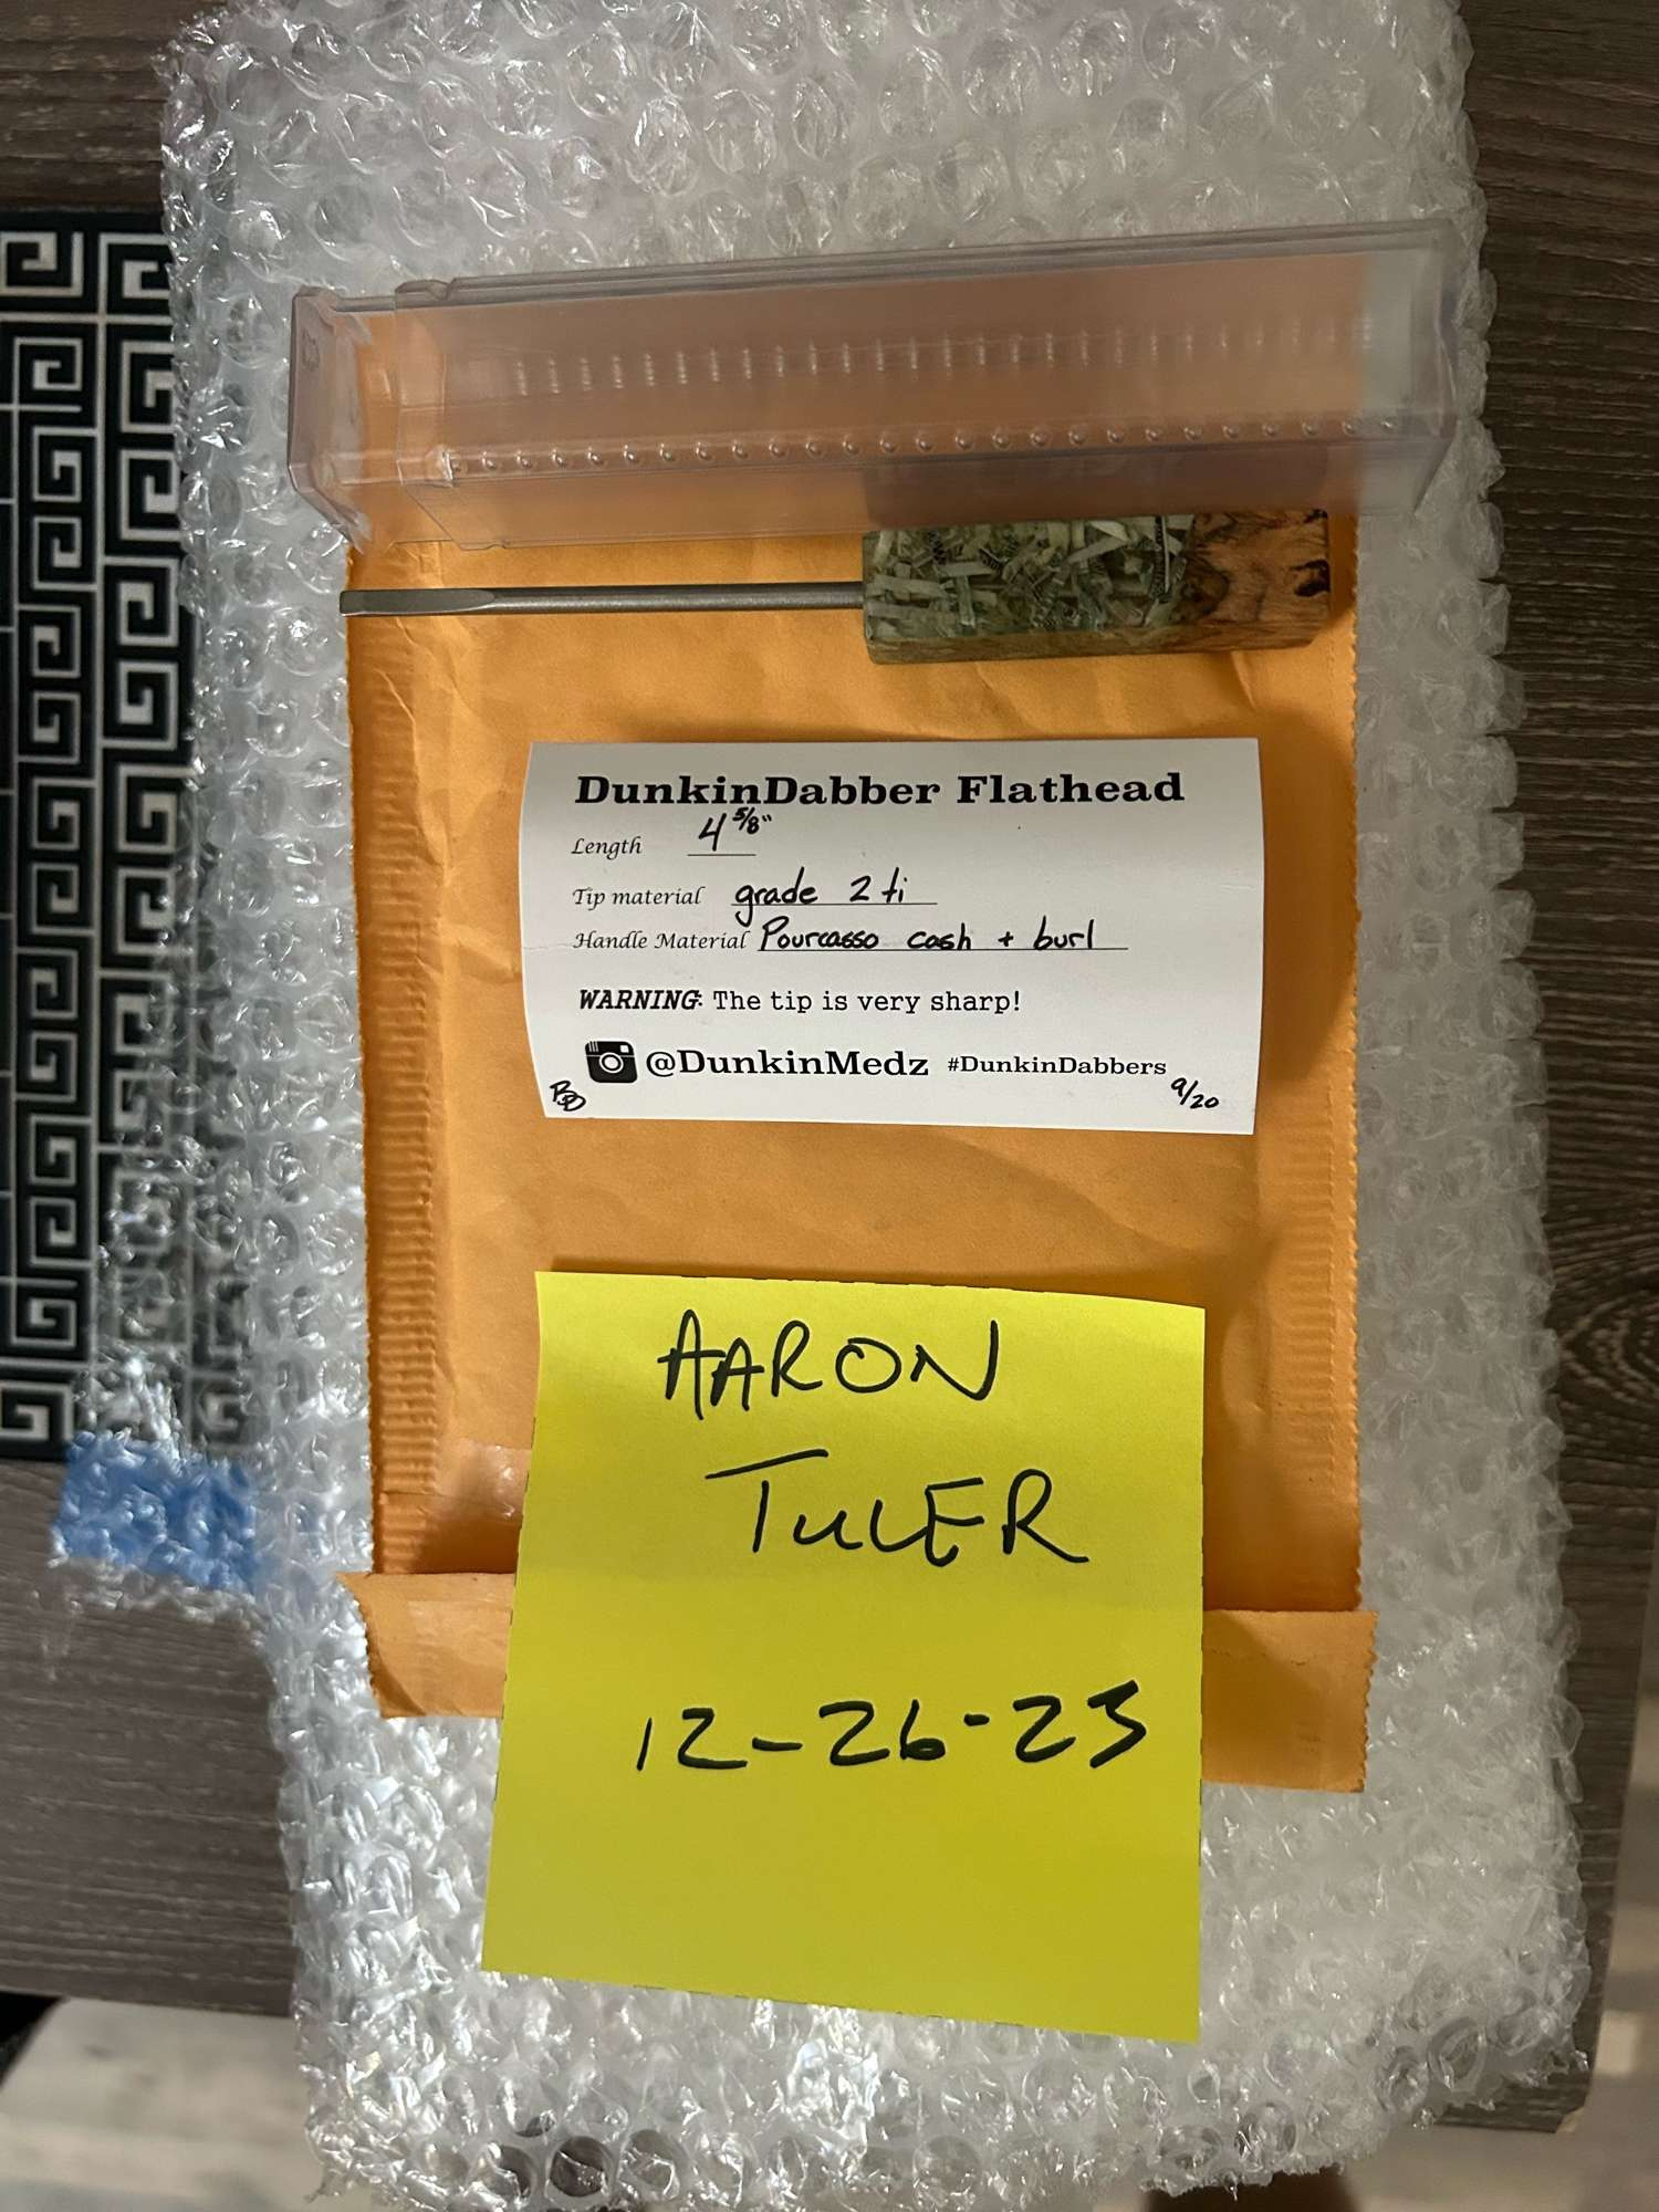 DunkinDabber Flathead
Length 4 5/8"
Tip material grade 2 ti
Handle Material Pourcasso cash + burl
WARNING: The tip is very sharp!
@DunkinMedz #DunkinDabbers
9/20
AARON
TULER
12-26-23